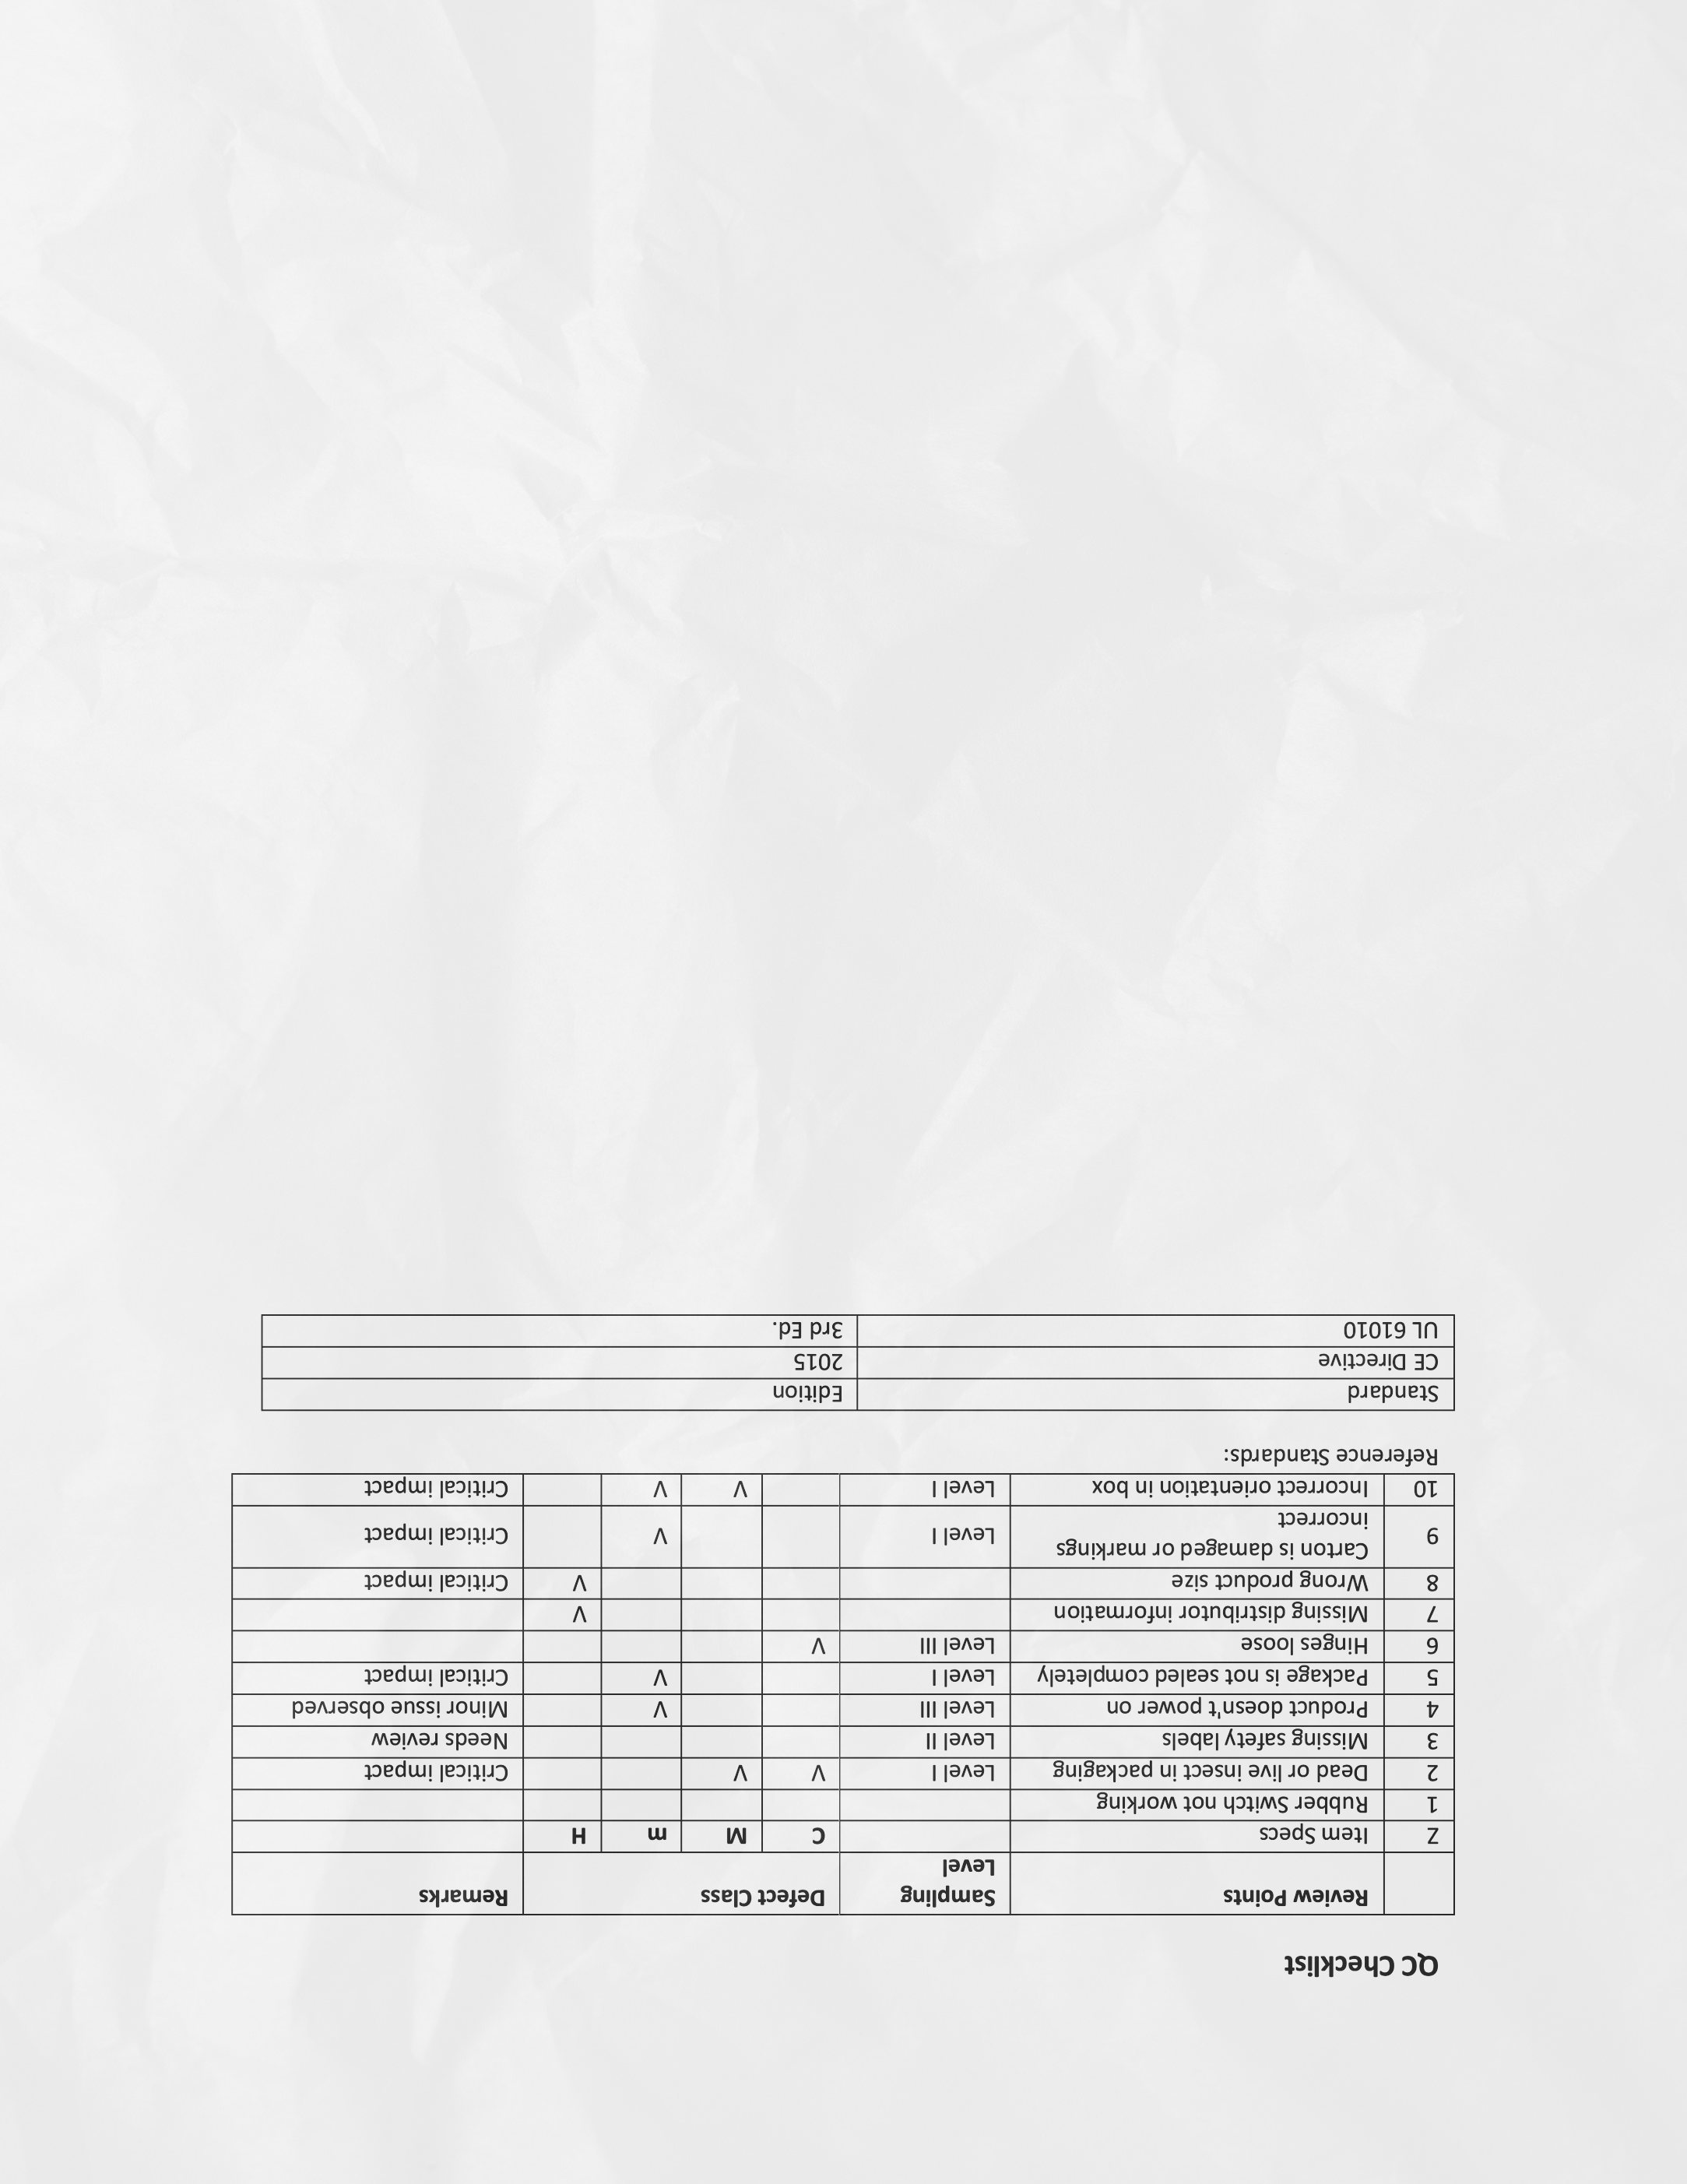 QC Checklist
Review Points Sampling Level Defect Class Remarks
Z Item Specs C M m H
1 Rubber Switch not working
2 Dead or live insect in packaging Level I V V Critical impact
3 Missing safety labels Level II Needs review
4 Product doesn't power on Level III V Minor issue observed
5 Package is not sealed completely Level I V Critical impact
6 Hinges loose Level III V
7 Missing distributor information V
8 Wrong product size V Critical impact
9 Carton is damaged or markings incorrect Level I V Critical impact
10 Incorrect orientation in box Level I V V Critical impact
Reference Standards:
Standard Edition
CE Directive 2015
UL 61010 3rd Ed.